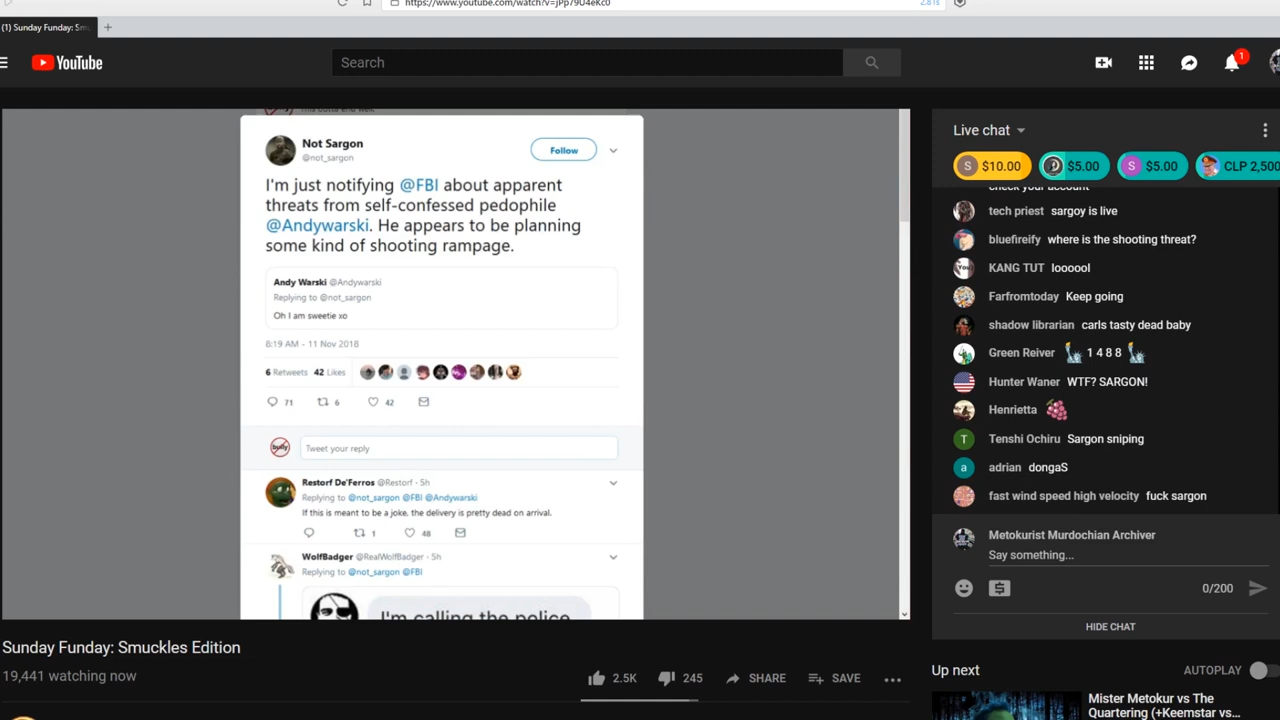 https://www.youtube.com/watch?v=jPp79U4eKc0
2.81s
(1) Sunday Funday: Smu
YouTube
Search
1
Not Sargon
@not_sargon
Follow
I'm just notifying @FBI about apparent
threats from self-confessed pedophile
@Andywarski. He appears to be planning
some kind of shooting rampage.
Andy Warski @Andywarski
Replying to @not_sargon
Oh I am sweetie xo
8:19 AM - 11 Nov 2018
6 Retweets 42 Likes
71 6 42
Tweet your reply
Restorf De'Ferros @Restorf · 5h
Replying to @not_sargon @FBI @Andywarski
If this is meant to be a joke, the delivery is pretty dead on arrival.
1 48
WolfBadger @RealWolfBadger · 5h
Replying to @not_sargon @FBI
I'm calling the police
Sunday Funday: Smuckles Edition
19,441 watching now
2.5K 245 SHARE SAVE
Live chat
S $10.00 $5.00 S $5.00 CLP 2,500
check your account
tech priest sargoy is live
bluefireify where is the shooting threat?
KANG TUT loooool
Farfromtoday Keep going
shadow librarian carls tasty dead baby
Green Reiver 1 4 8 8
Hunter Waner WTF? SARGON!
Henrietta
T Tenshi Ochiru Sargon sniping
a adrian dongaS
fast wind speed high velocity fuck sargon
Metokurist Murdochian Archiver
Say something...
0/200
HIDE CHAT
Up next AUTOPLAY
Mister Metokur vs The
Quartering (+Keemstar vs...